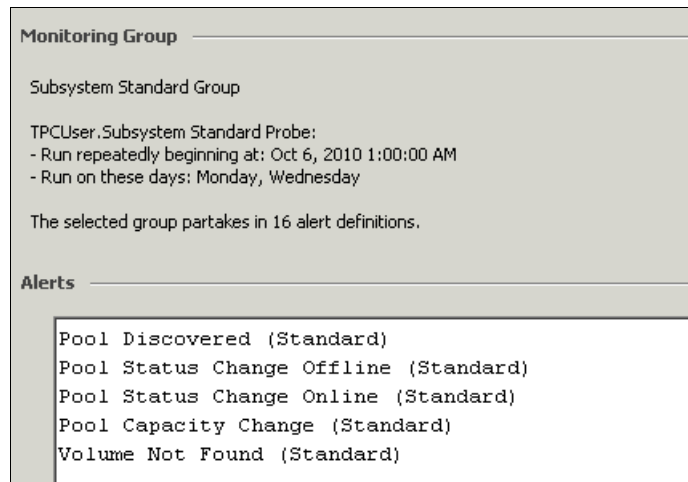 Monitoring Group
Subsystem Standard Group
TPCUser.Subsystem Standard Probe:
- Run repeatedly beginning at: Oct 6, 2010 1:00:00 AM
- Run on these days: Monday, Wednesday
The selected group partakes in 16 alert definitions.
Alerts
Pool Discovered (Standard)
Pool Status Change Offline (Standard)
Pool Status Change Online (Standard)
Pool Capacity Change (Standard)
Volume Not Found (Standard)